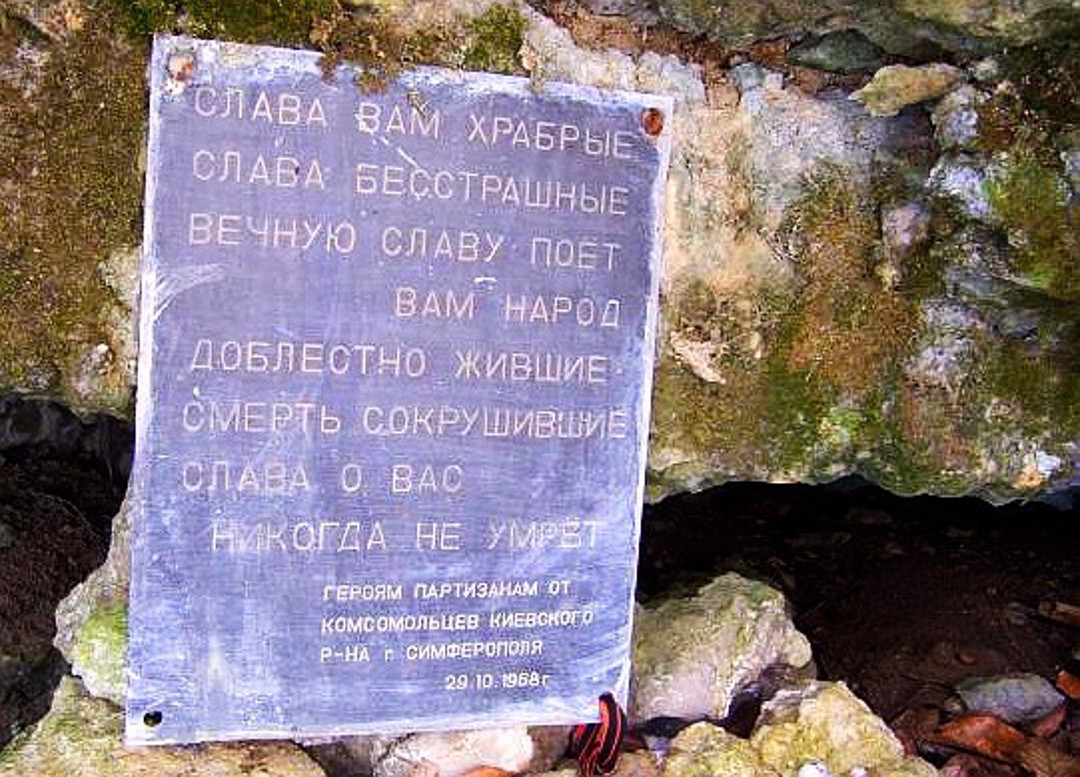 СЛАВА ВАМ ХРАБРЫЕ
СЛАВА БЕССТРАШНЫЕ
ВЕЧНУЮ СЛАВУ ПОЕТ
ВАМ НАРОД
ДОБЛЕСТНО ЖИВШИЕ
СМЕРТЬ СОКРУШИВШИЕ
СЛАВА О ВАС
НИКОГДА НЕ УМРЁТ
ГЕРОЯМ ПАРТИЗАНАМ ОТ
КОМСОМОЛЬЦЕВ КИЕВСКОГО
Р-НА г. СИМФЕРОПОЛЯ
29.10.1968г